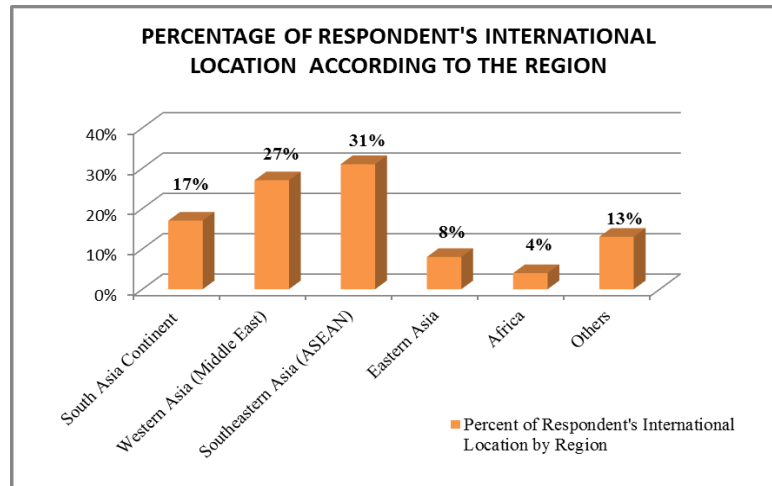 PERCENTAGE OF RESPONDENT'S INTERNATIONAL
LOCATION ACCORDING TO THE REGION
40%
30%
20%
10%
0%
17%
27%
31%
8%
4%
13%
South Asia Continent
Western Asia (Middle East)
Southeastern Asia (ASEAN)
Eastern Asia
Africa
Others
Percent of Respondent's International
Location by Region